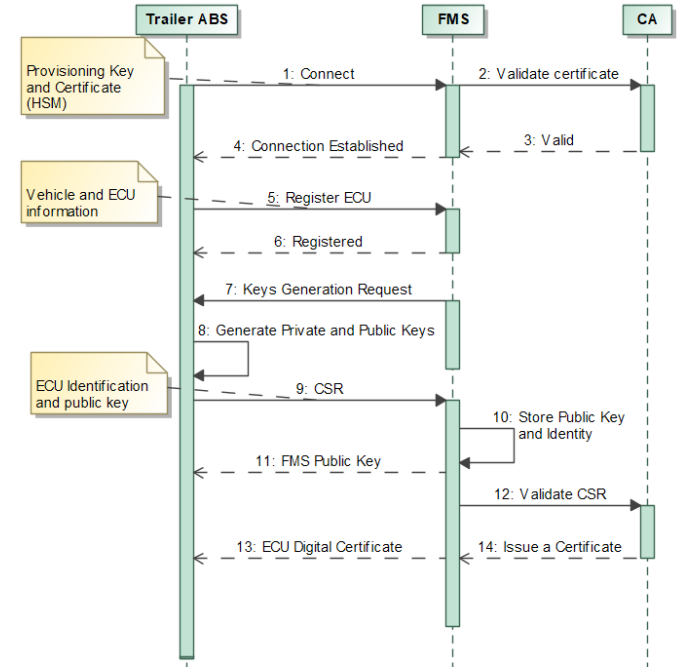 Trailer ABS
FMS
CA
Provisioning Key
and Certificate
(HSM)
1: Connect
2: Validate certificate
3: Valid
4: Connection Established
Vehicle and ECU
information
5: Register ECU
6: Registered
7: Keys Generation Request
8: Generate Private and Public Keys
ECU Identification
and public key
9: CSR
10: Store Public Key
and Identity
11: FMS Public Key
12: Validate CSR
13: ECU Digital Certificate
14: Issue a Certificate